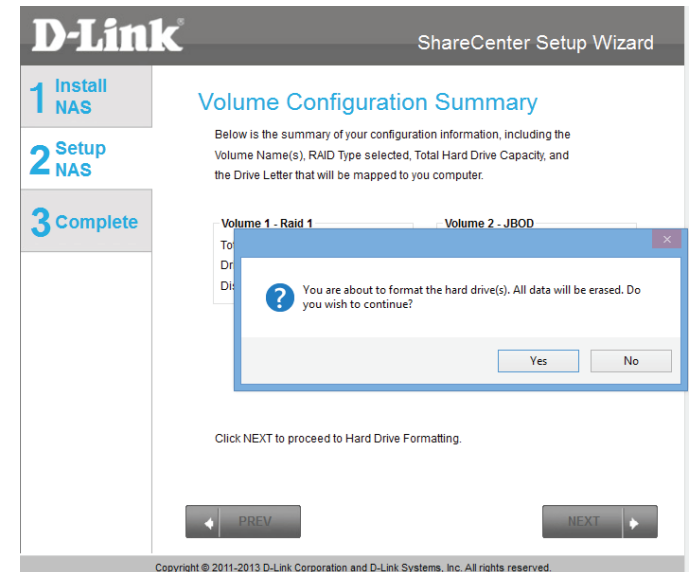 D-Link
ShareCenter Setup Wizard
1 Install
NAS
2 Setup
NAS
3 Complete
Volume Configuration Summary
Below is the summary of your configuration information, including the
Volume Name(s), RAID Type selected, Total Hard Drive Capacity, and
the Drive Letter that will be mapped to you computer.
Volume 1 - Raid 1
Volume 2 - JBOD
You are about to format the hard drive(s). All data will be erased. Do
you wish to continue?
Yes
No
Click NEXT to proceed to Hard Drive Formatting.
PREV
NEXT
Copyright © 2011-2013 D-Link Corporation and D-Link Systems, Inc. All rights reserved.